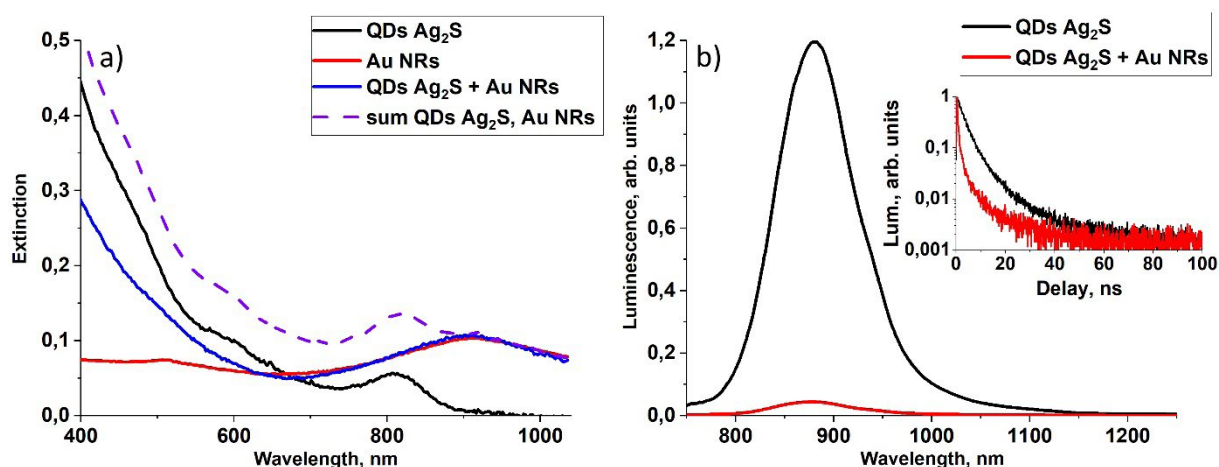 a)
QDs Ag₂S
Au NRs
QDs Ag₂S + Au NRs
sum QDs Ag₂S, Au NRs
Extinction
0,5
0,4
0,3
0,2
0,1
0,0
400 600 800 1000
Wavelength, nm
b)
QDs Ag₂S
QDs Ag₂S + Au NRs
Luminescence, arb. units
1,2
1,0
0,8
0,6
0,4
0,2
0,0
800 900 1000 1100 1200
Wavelength, nm
Lum., arb. units
1
0,1
0,01
0,001
0 20 40 60 80 100
Delay, ns